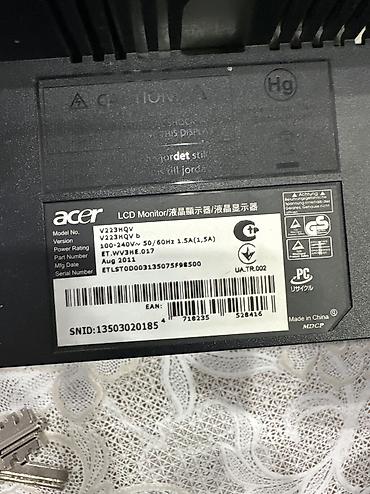 CAUTION
Hg
SHOCK
THIS DISPLAY
jordet
till jorda
acer LCD Monitor/液晶顯示器/液晶显示器
Model No. V223HQV
Version V223HQV b
Power Rating 100-240V~ 50/60Hz 1.5A(1,5A)
Part Number ET.WV3HE.017
Mfg Date Aug 2011
Serial Number ETLST0D003135075F98500
UA.TR.002
EAN:
4 718235 528416
SNID:13503020185
PC
リサイクル
Made in China
MDCP